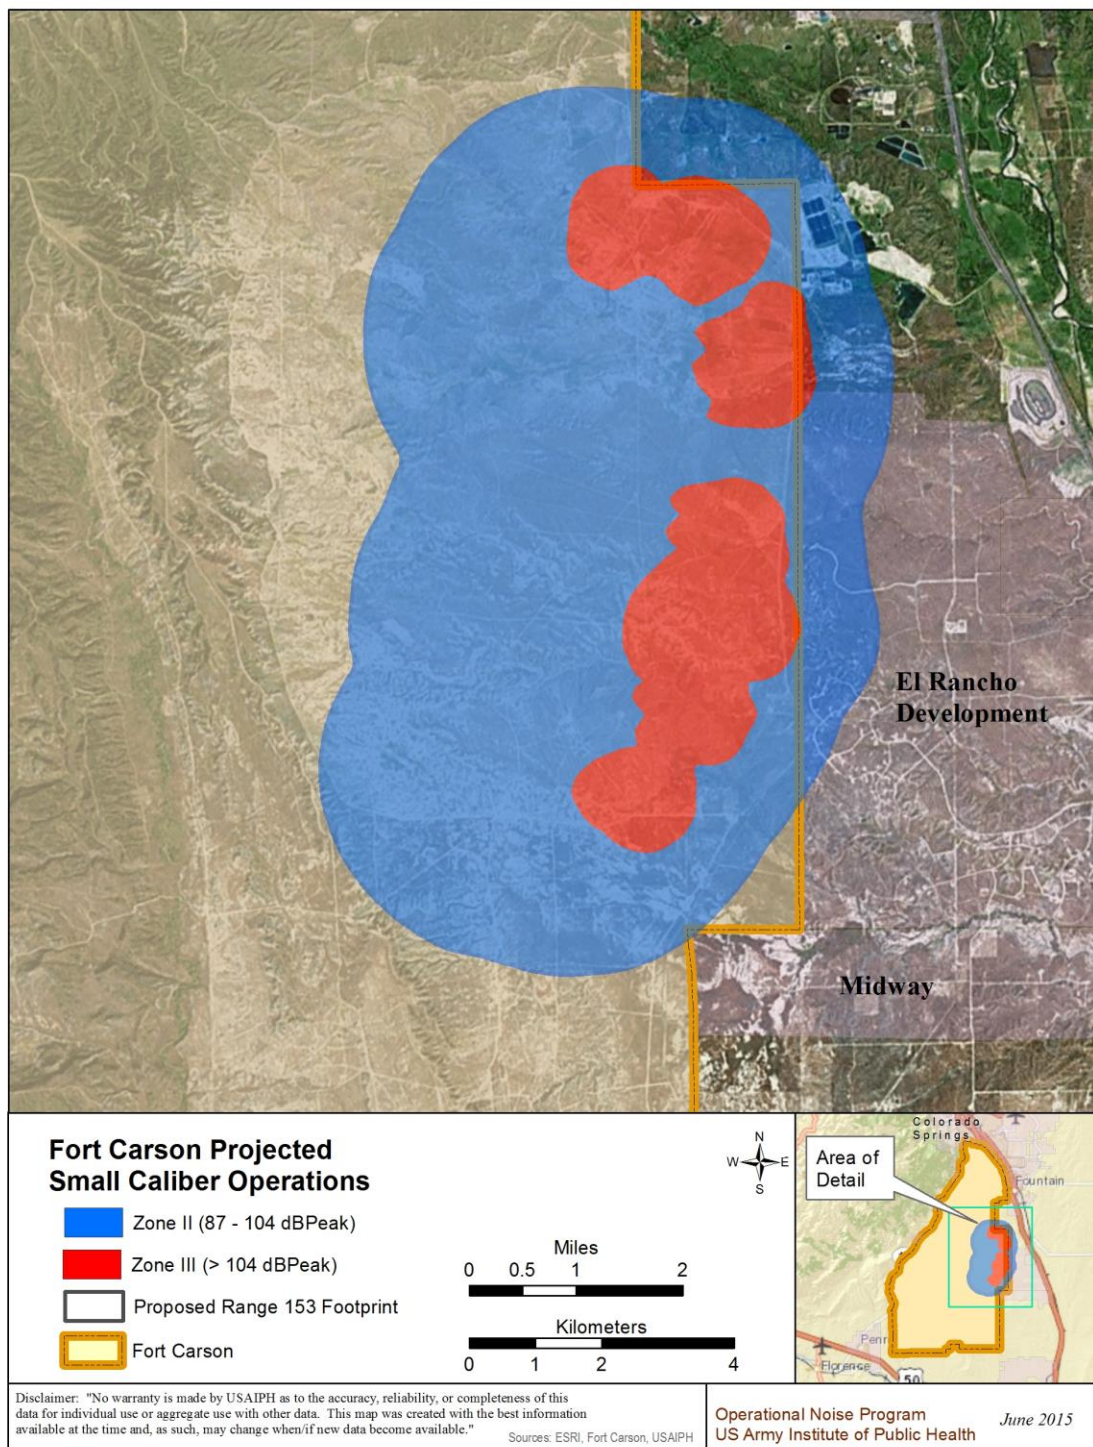 El Rancho
Development
Midway
Fort Carson Projected
Small Caliber Operations
Zone II (87 - 104 dBPeak)
Zone III (> 104 dBPeak)
Proposed Range 153 Footprint
Fort Carson
N
W E
S
Miles
0 0.5 1 2
Kilometers
0 1 2 4
Colorado
Springs
Area of
Detail
Fountain
Penr
Florence
50
Disclaimer: "No warranty is made by USAIPH as to the accuracy, reliability, or completeness of this
data for individual use or aggregate use with other data. This map was created with the best information
available at the time and, as such, may change when/if new data become available."
Sources: ESRI, Fort Carson, USAIPH
Operational Noise Program
US Army Institute of Public Health
June 2015